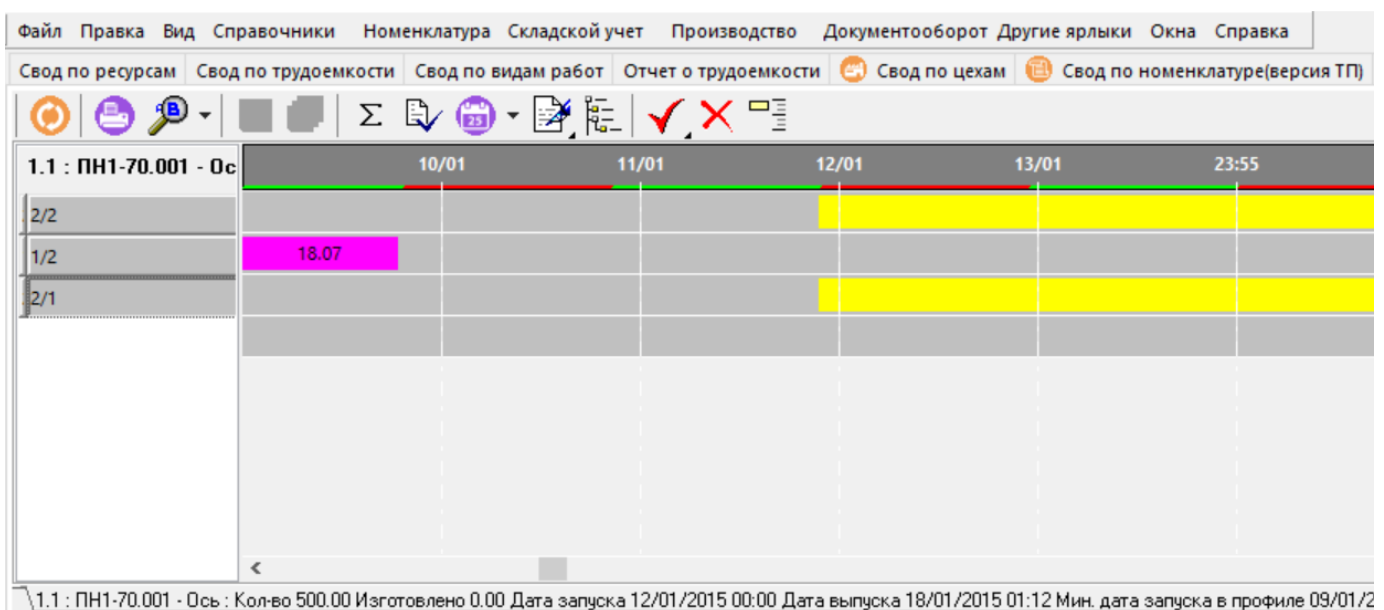 Файл Правка Вид Справочники Номенклатура Складской учет Производство Документооборот Другие ярлыки Окна Справка
Свод по ресурсам Свод по трудоемкости Свод по видам работ Отчет о трудоемкости Свод по цехам Свод по номенклатуре(версия ТП)
B Σ 25
1.1 : ПН1-70.001 - Ос 10/01 11/01 12/01 13/01 23:55
2/2
1/2 18.07
2/1
\1.1 : ПН1-70.001 - Ось : Кол-во 500.00 Изготовлено 0.00 Дата запуска 12/01/2015 00:00 Дата выпуска 18/01/2015 01:12 Мин. дата запуска в профиле 09/01/2